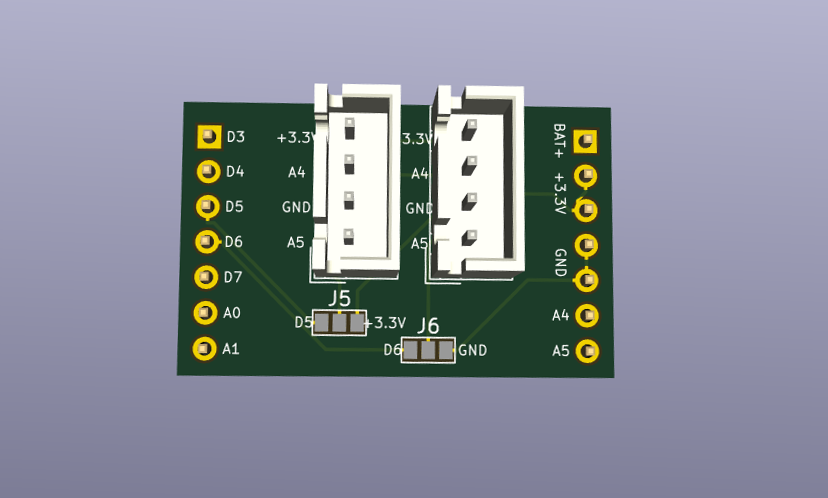 D3
D4
D5
D6
D7
A0
A1
+3.3V
A4
GND
A5
3.3V
A4
GND
A5
BAT+
+3.3V
GND
A4
A5
J5
D5
+3.3V
J6
D6
GND